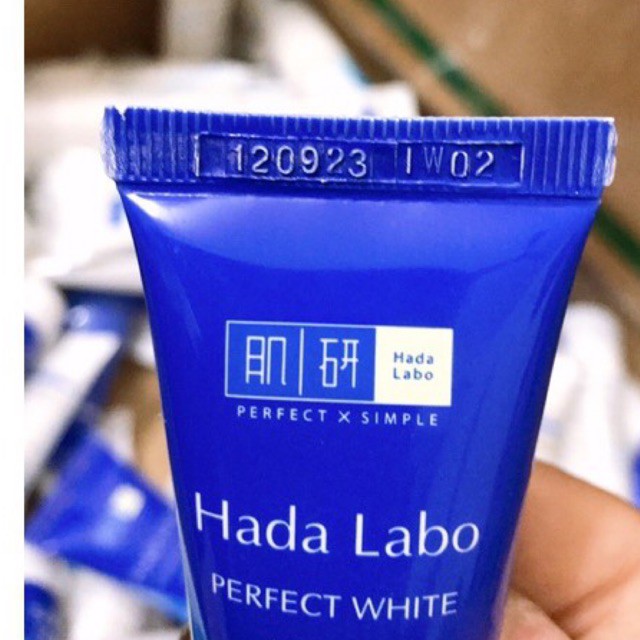 120923 IW02
肌研
Hada
Labo
PERFECT X SIMPLE
Hada Labo
PERFECT WHITE